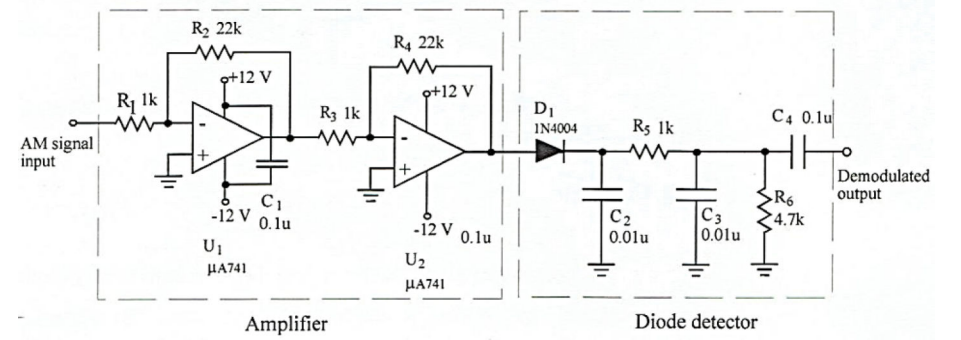 R2 22k
+12 V
R1 1k
-
+
AM signal
input
-12 V
C1
0.1u
U1
μA741
R3 1k
R4 22k
+12 V
-
+
-12 V 0.1u
U2
μA741
Amplifier
D1
1N4004
R5 1k
C4 0.1u
C2
0.01u
C3
0.01u
R6
4.7k
Demodulated
output
Diode detector